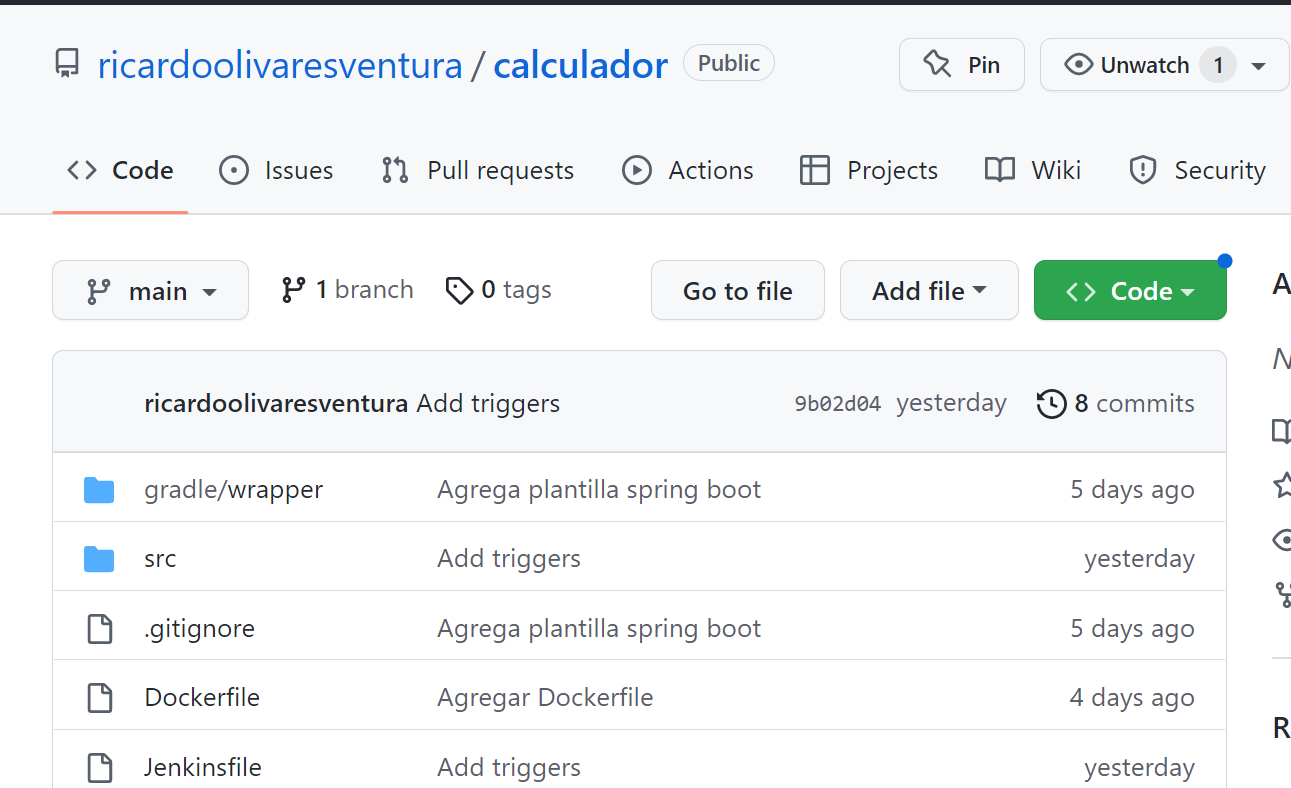 ricardoolivaresventura / calculador Public Pin Unwatch 1
Code Issues Pull requests Actions Projects Wiki Security
main 1 branch 0 tags Go to file Add file Code
ricardoolivaresventura Add triggers 9b02d04 yesterday 8 commits
gradle/wrapper Agrega plantilla spring boot 5 days ago
src Add triggers yesterday
.gitignore Agrega plantilla spring boot 5 days ago
Dockerfile Agregar Dockerfile 4 days ago
Jenkinsfile Add triggers yesterday